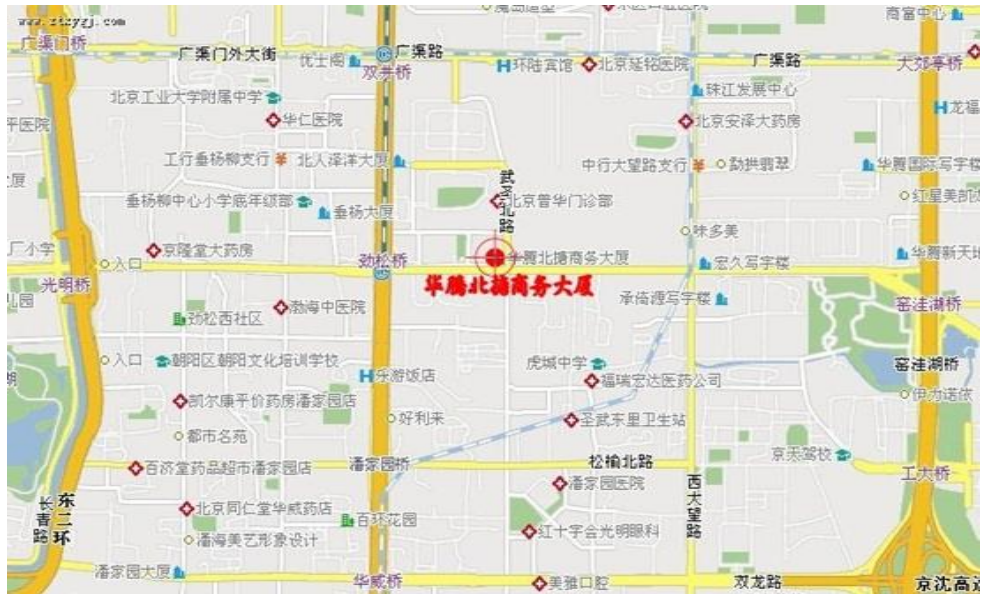 www.ztxygj.com
商富中心
广渠门桥
广渠门外大街
优士阁
广渠路
双井桥
环陆宾馆
北京延铭医院
广渠路
大郊亭桥
北京工业大学附属中学
珠江发展中心
龙福
平医院
华仁医院
北京安泽大药房
工行垂杨柳支行
北人泽洋大厦
中行大望路支行
勐拱翡翠
华腾国际写字楼
厦
武圣北路
垂杨柳中心小学底年级部
北京普华门诊部
红星美凯龙
垂杨大厦
味多美
厂小学
京隆堂大药房
入口
劲松桥
华腾北搪商务大厦
宏久写字楼
华腾新天地
光明桥
华腾北搪商务大厦
承倚源写字楼
窑洼湖桥
儿园
渤海中医院
劲松西社区
入口
朝阳区朝阳文化培训学校
虎城中学
窑洼湖桥
湖
乐游饭店
福瑞宏达医药公司
伊力诺依
凯尔康平价药房潘家园店
好利来
圣武东里卫生站
都市名苑
京天驾校
百济堂药品超市潘家园店
潘家园桥
松榆北路
工大桥
潘家园医院
西大望路
长青路
东二环
北京同仁堂华威药店
百环花园
红十字会光明眼科
潘海美艺形象设计
潘家园大厦
华威桥
美雅口腔
双龙路
京沈高速